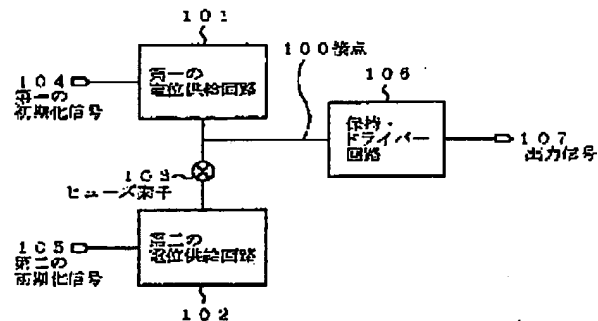 101
第一の
電位供給回路
100接点
104
第一の
初期化信号
106
保持・
ドライバー
回路
107
出力信号
103
ヒューズ素子
105
第二の
初期化信号
第二の
電位供給回路
102